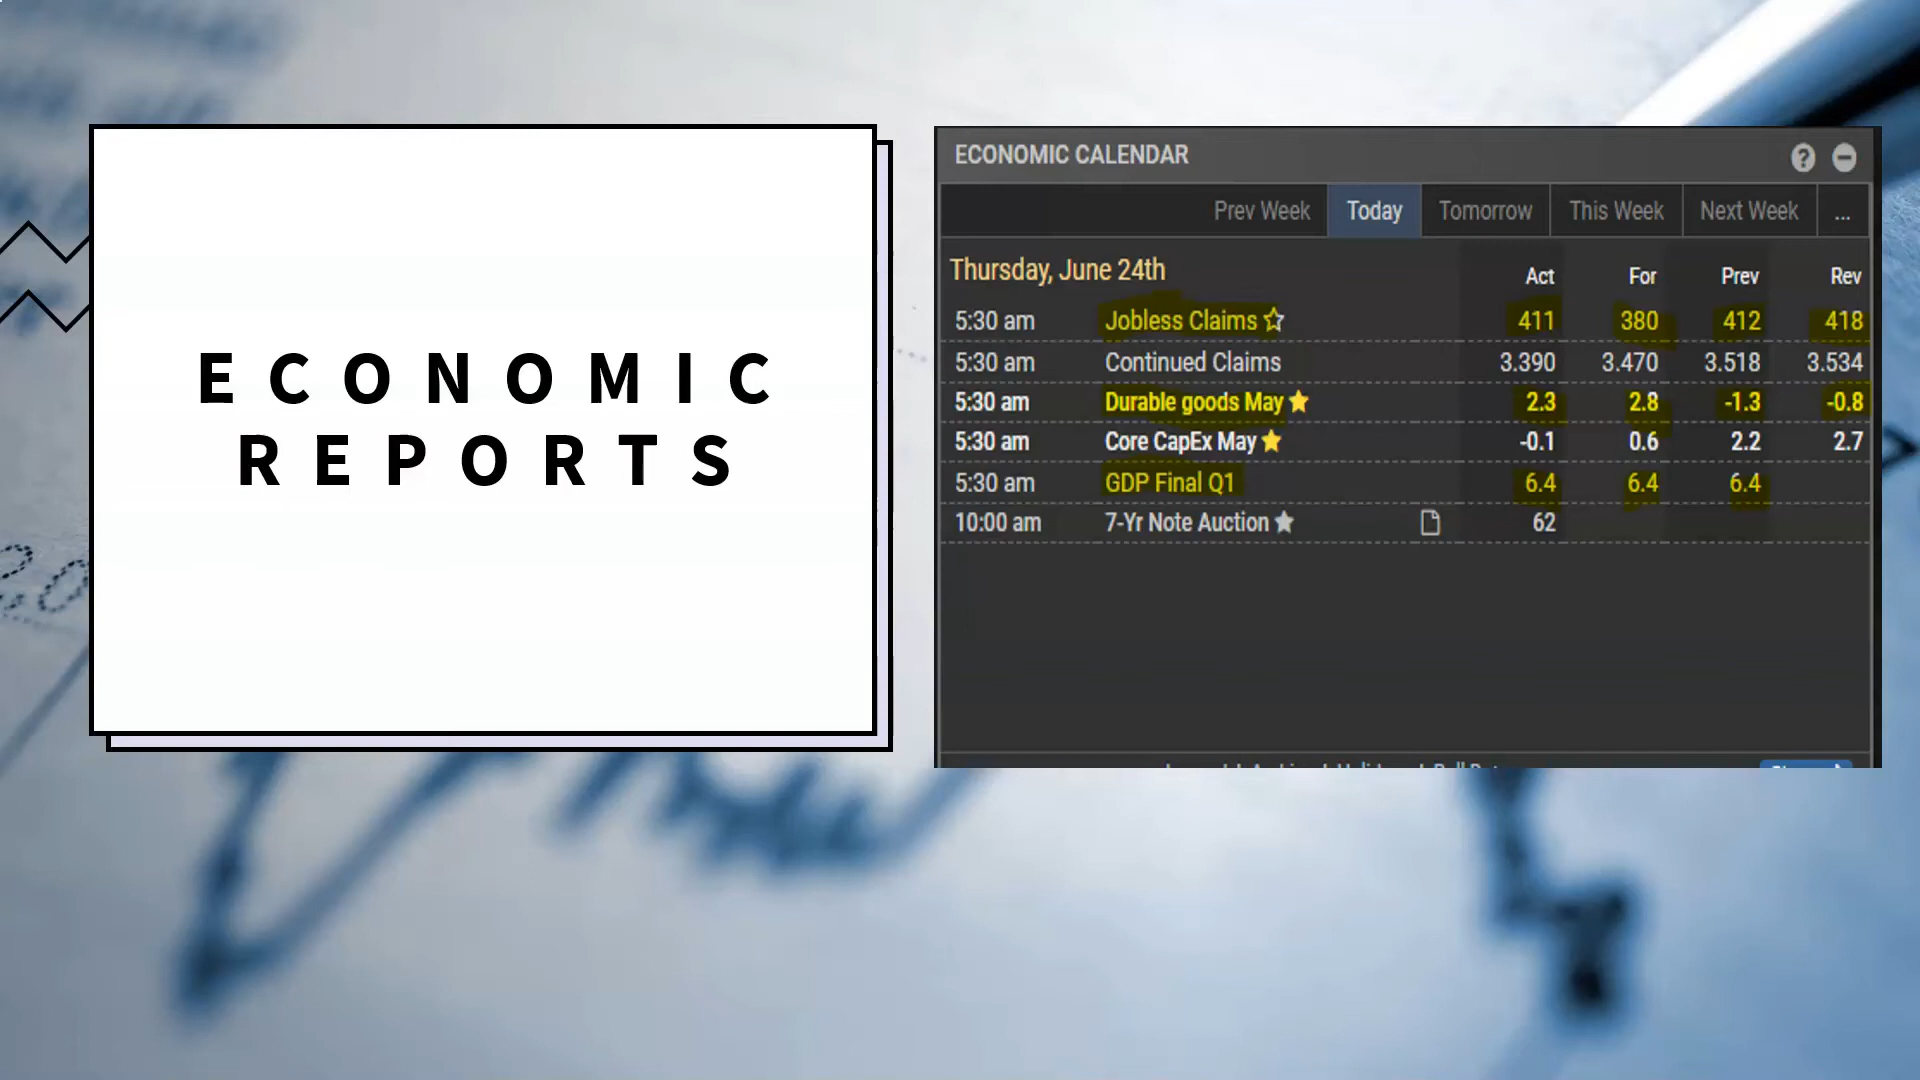 ECONOMIC
REPORTS
ECONOMIC CALENDAR
Prev Week Today Tomorrow This Week Next Week ...
Thursday, June 24th Act For Prev Rev
5:30 am Jobless Claims 411 380 412 418
5:30 am Continued Claims 3.390 3.470 3.518 3.534
5:30 am Durable goods May 2.3 2.8 -1.3 -0.8
5:30 am Core CapEx May -0.1 0.6 2.2 2.7
5:30 am GDP Final Q1 6.4 6.4 6.4
10:00 am 7-Yr Note Auction 62